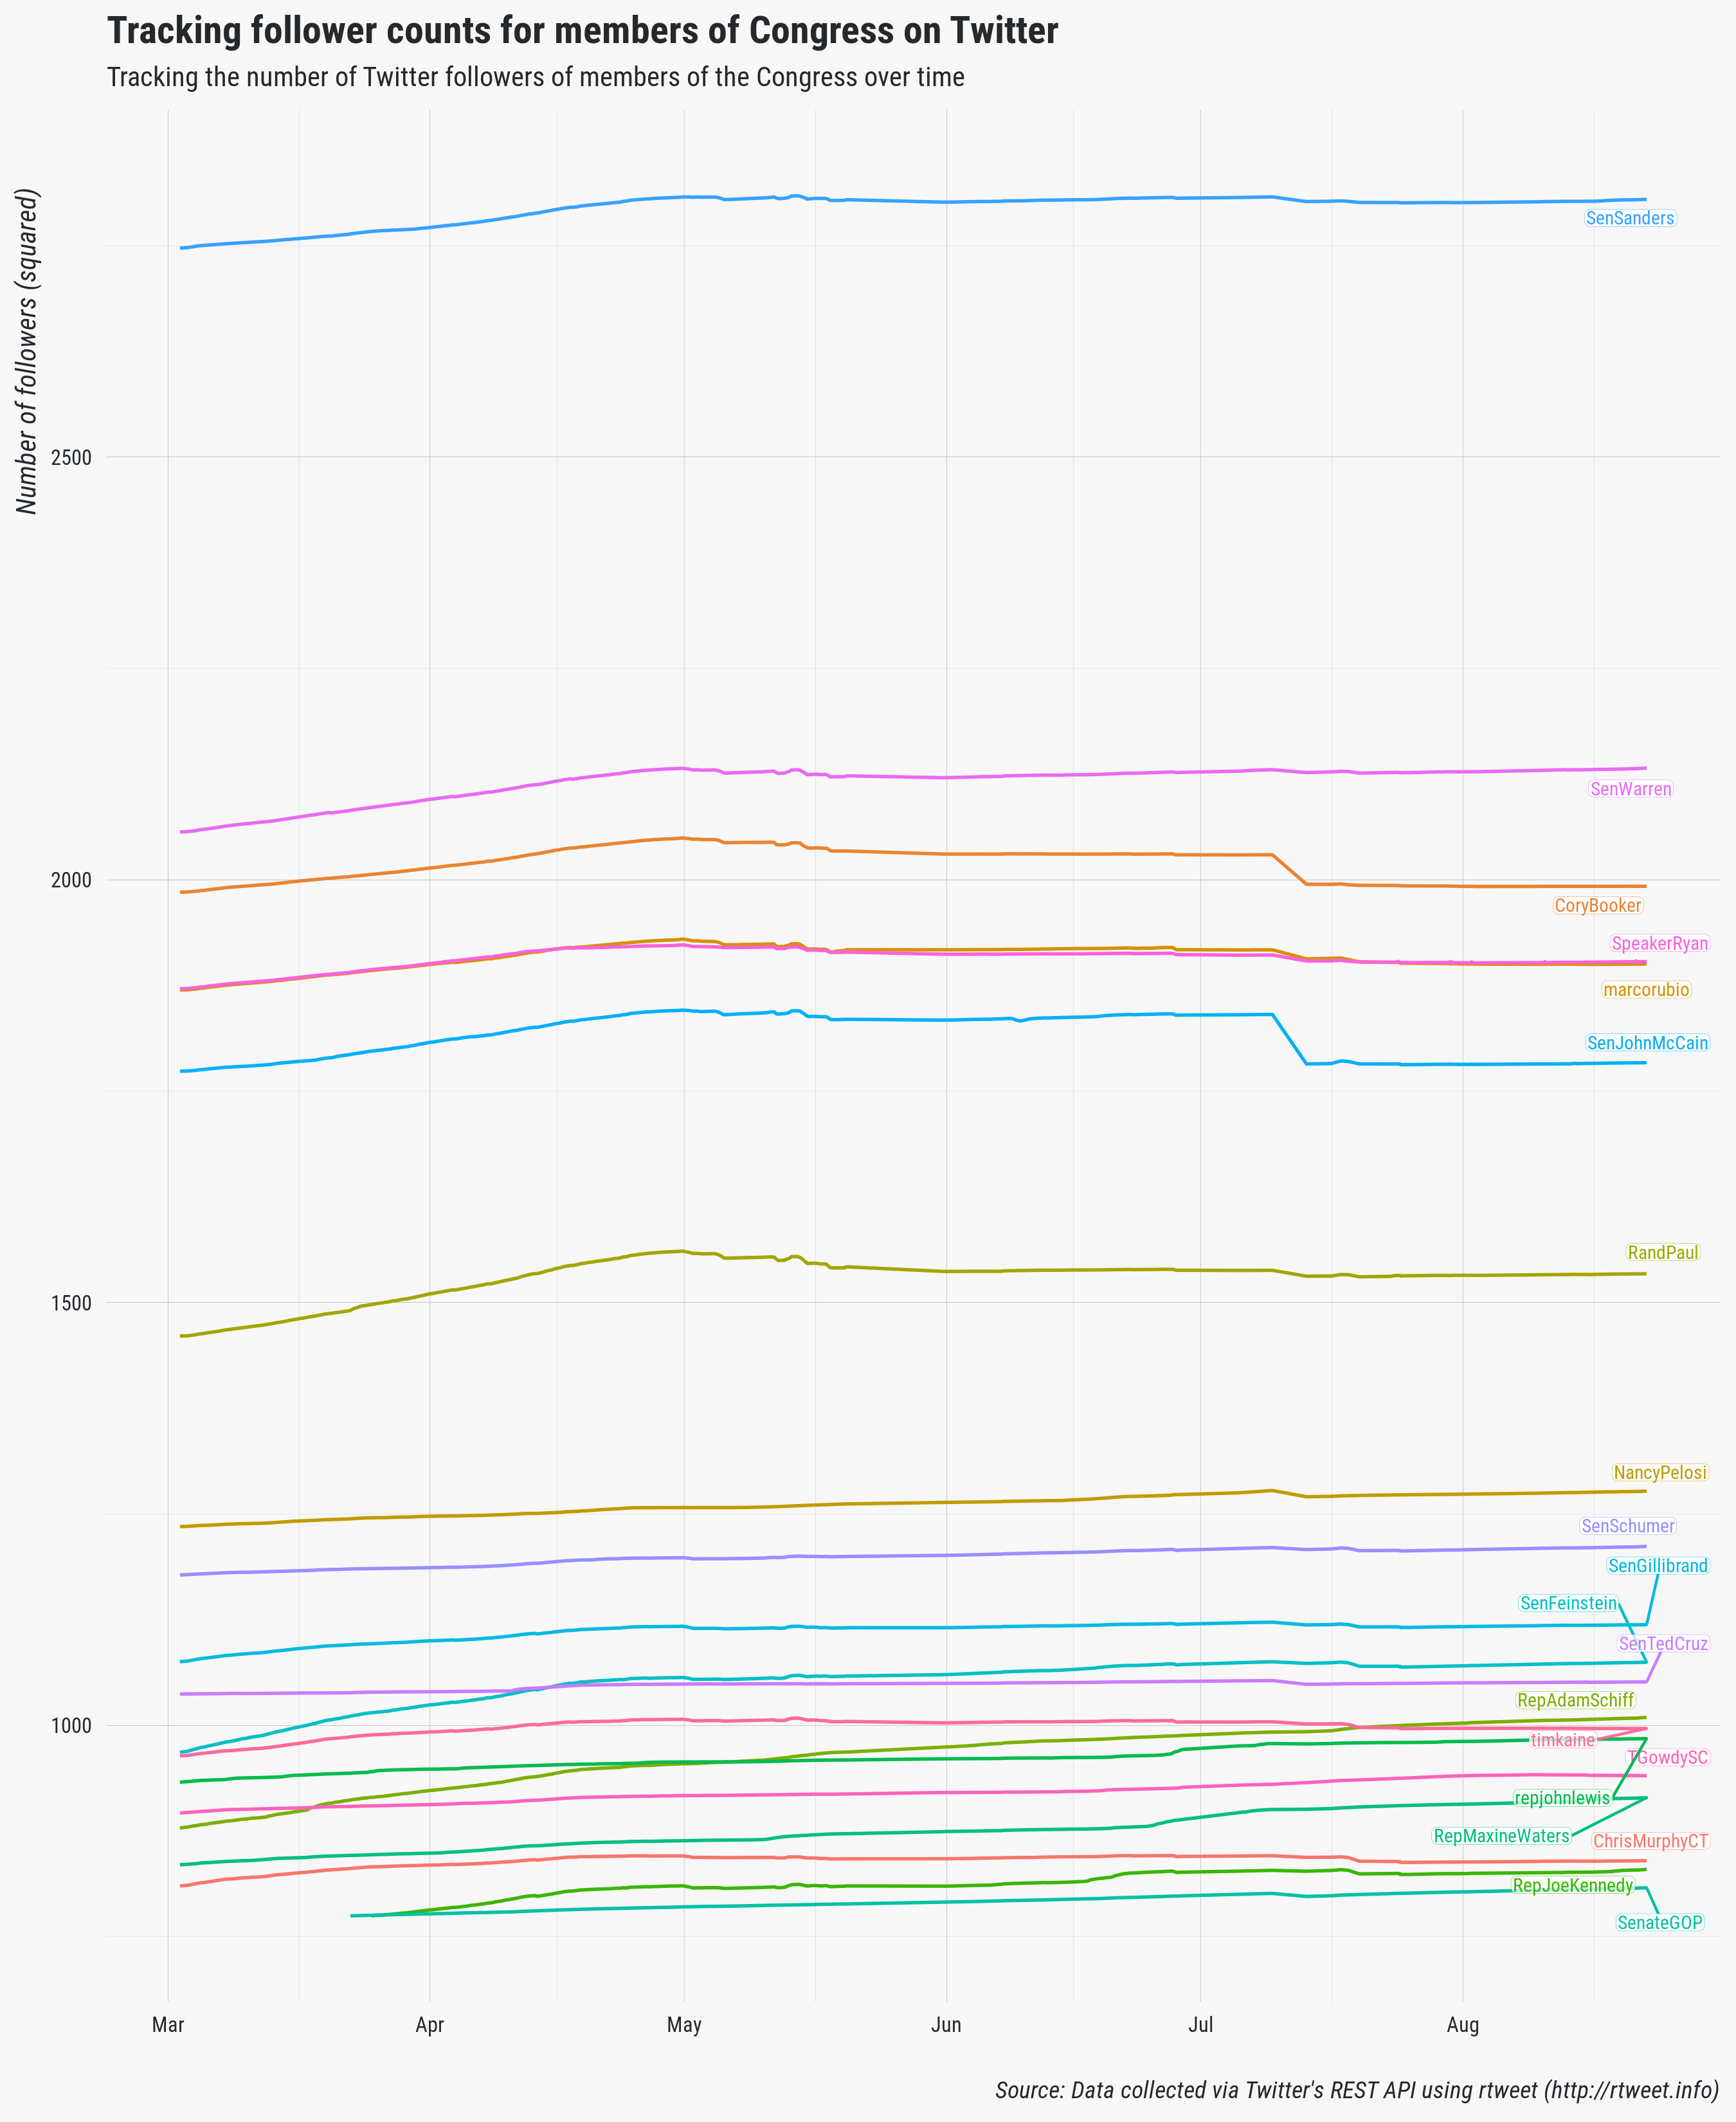 Tracking follower counts for members of Congress on Twitter
Tracking the number of Twitter followers of members of the Congress over time
Number of followers (squared)
2500
2000
1500
1000
SenSanders
SenWarren
CoryBooker
SpeakerRyan
marcorubio
SenJohnMcCain
RandPaul
NancyPelosi
SenSchumer
SenGillibrand
SenFeinstein
SenTedCruz
RepAdamSchiff
timkaine
TGowdySC
repjohnlewis
RepMaxineWaters
ChrisMurphyCT
RepJoeKennedy
SenateGOP
Mar Apr May Jun Jul Aug
Source: Data collected via Twitter's REST API using rtweet (http://rtweet.info)